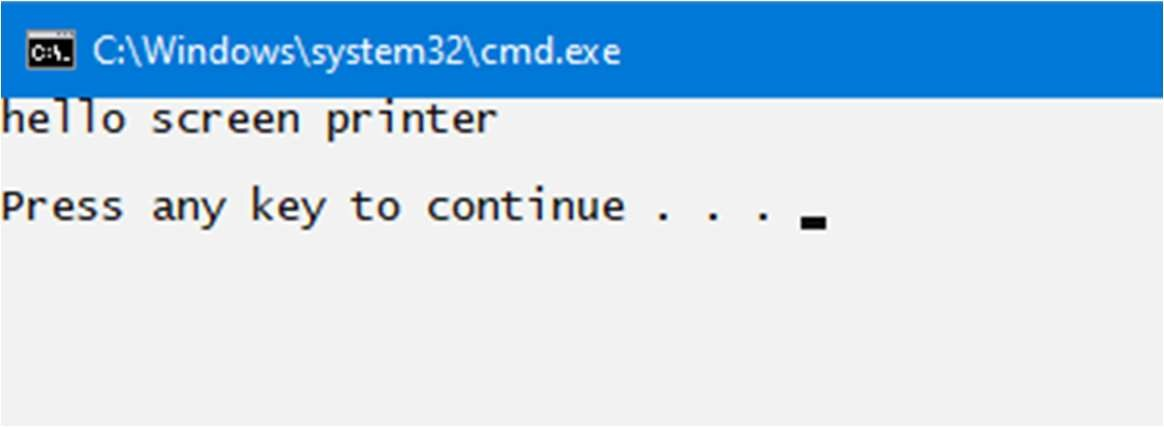 C:\Windows\system32\cmd.exe
hello screen printer
Press any key to continue . . .